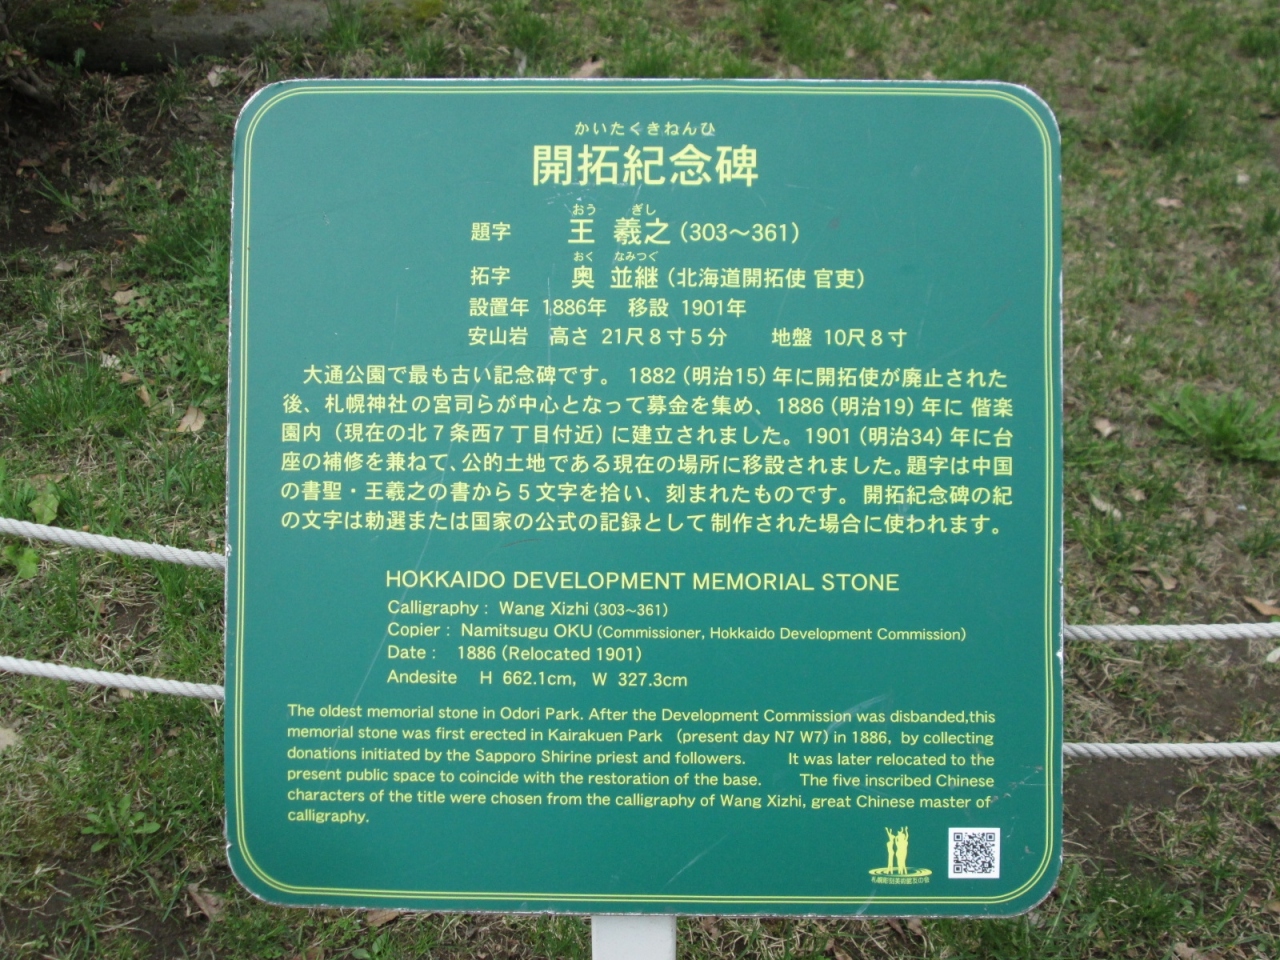 かいたくきねんひ
開拓紀念碑
おう ぎし
題字 王 羲之 (303〜361)
おく なみつぐ
拓字 奥 並継 (北海道開拓使 官吏)
設置年 1886年 移設 1901年
安山岩 高さ 21尺8寸5分 地盤 10尺8寸
大通公園で最も古い記念碑です。 1882 (明治15) 年に開拓使が廃止された
後、札幌神社の宮司らが中心となって募金を集め、1886 (明治19) 年に 偕楽
園内 (現在の北7条西7丁目付近) に建立されました。1901 (明治34) 年に台
座の補修を兼ねて、公的土地である現在の場所に移設されました。題字は中国
の書聖・王羲之の書から5文字を拾い、刻まれたものです。 開拓紀念碑の紀
の文字は勅選または国家の公式の記録として制作された場合に使われます。
HOKKAIDO DEVELOPMENT MEMORIAL STONE
Calligraphy : Wang Xizhi (303〜361)
Copier : Namitsugu OKU (Commissioner, Hokkaido Development Commission)
Date : 1886 (Relocated 1901)
Andesite H 662.1cm, W 327.3cm
The oldest memorial stone in Odori Park. After the Development Commission was disbanded,this
memorial stone was first erected in Kairakuen Park (present day N7 W7) in 1886, by collecting
donations initiated by the Sapporo Shirine priest and followers. It was later relocated to the
present public space to coincide with the restoration of the base. The five inscribed Chinese
characters of the title were chosen from the calligraphy of Wang Xizhi, great Chinese master of
calligraphy.
札幌彫刻美術館友の会